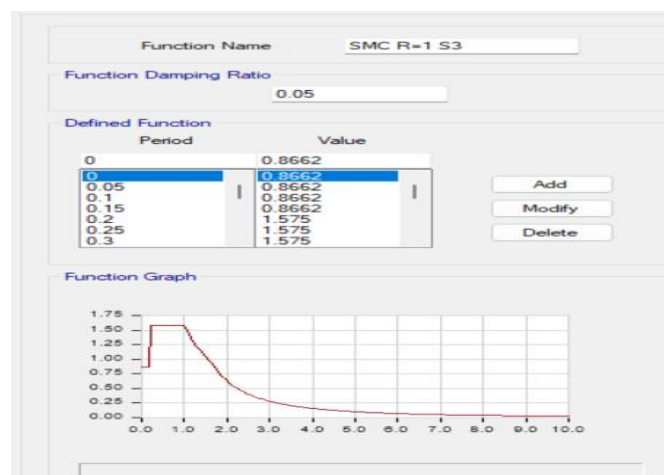 Function Name SMC R=1 S3
Function Damping Ratio
0.05
Defined Function
Period Value
0 0.8662
0 0.8662
0.05 0.8662
0.1 0.8662
0.15 0.8662
0.2 1.575
0.25 1.575
0.3 1.575
Add
Modify
Delete
Function Graph
1.75
1.50
1.25
1.00
0.75
0.50
0.25
0.00
0.0 1.0 2.0 3.0 4.0 5.0 6.0 7.0 8.0 9.0 10.0